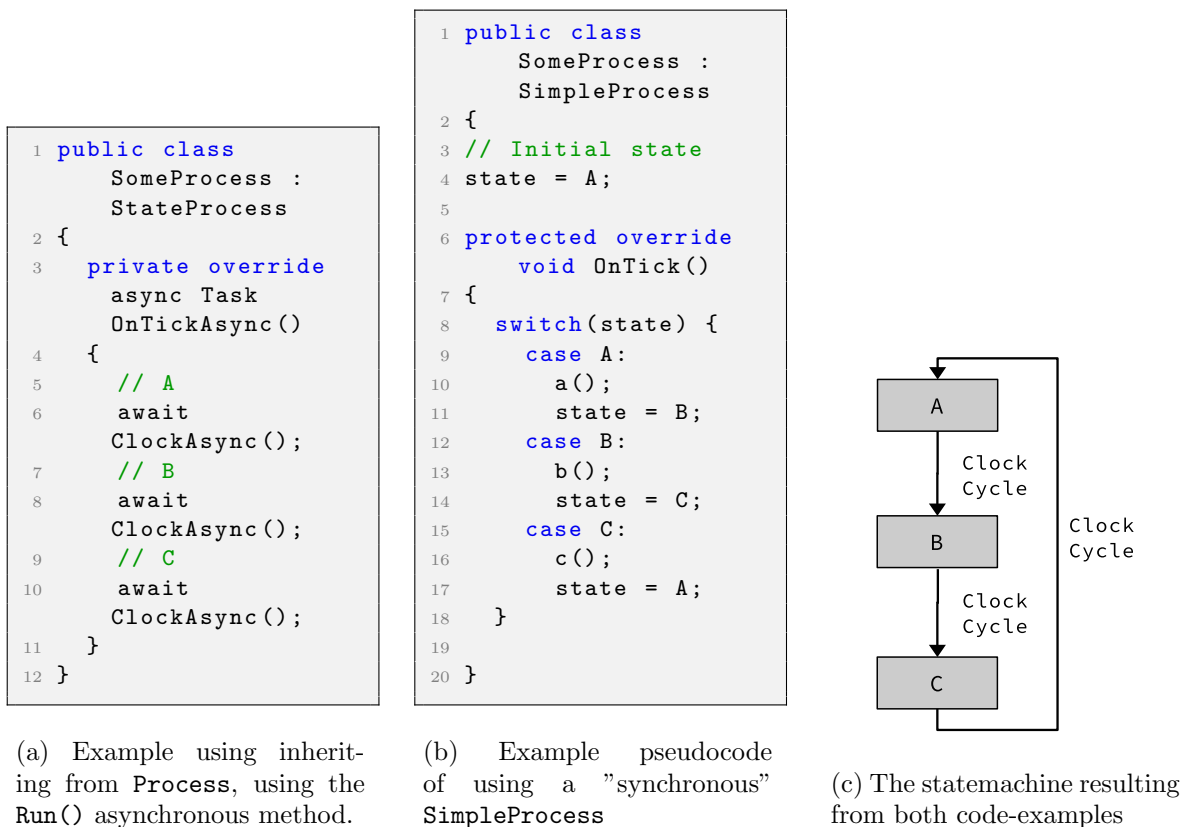 1 public class
SomeProcess :
StateProcess
2 {
3 private override
async Task
OnTickAsync()
4 {
5 // A
6 await
ClockAsync();
7 // B
8 await
ClockAsync();
9 // C
10 await
ClockAsync();
11 }
12 }
(a) Example using inherit-
ing from Process, using the
Run() asynchronous method.
1 public class
SomeProcess :
SimpleProcess
2 {
3 // Initial state
4 state = A;
5
6 protected override
void OnTick()
7 {
8 switch(state) {
9 case A:
10 a();
11 state = B;
12 case B:
13 b();
14 state = C;
15 case C:
16 c();
17 state = A;
18 }
19
20 }
(b) Example pseudocode
of using a ”synchronous”
SimpleProcess
A
Clock
Cycle
B
Clock
Cycle
Clock
Cycle
C
(c) The statemachine resulting
from both code-examples